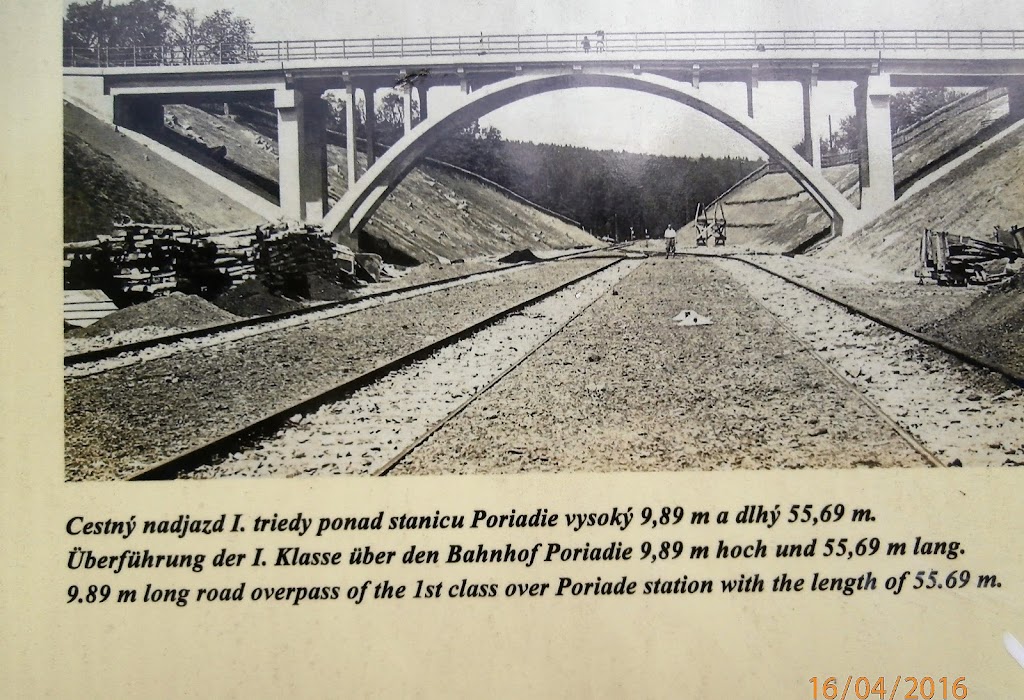 Cestný nadjazd I. triedy ponad stanicu Poriadie vysoký 9,89 m a dlhý 55,69 m.
Überführung der I. Klasse über den Bahnhof Poriadie 9,89 m hoch und 55,69 m lang.
9.89 m long road overpass of the 1st class over Poriade station with the length of 55.69 m.
16/04/2016